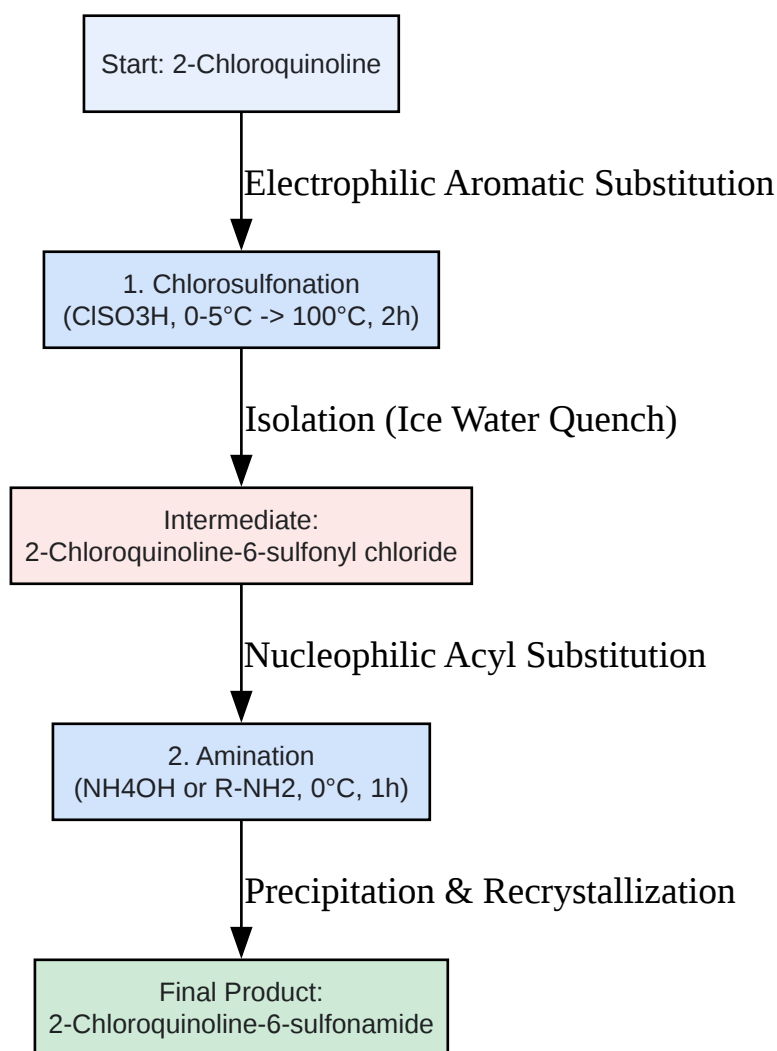 Start: 2-Chloroquinoline
Electrophilic Aromatic Substitution
1. Chlorosulfonation
(ClSO3H, 0-5°C -> 100°C, 2h)
Isolation (Ice Water Quench)
Intermediate:
2-Chloroquinoline-6-sulfonyl chloride
Nucleophilic Acyl Substitution
2. Amination
(NH4OH or R-NH2, 0°C, 1h)
Precipitation & Recrystallization
Final Product:
2-Chloroquinoline-6-sulfonamide